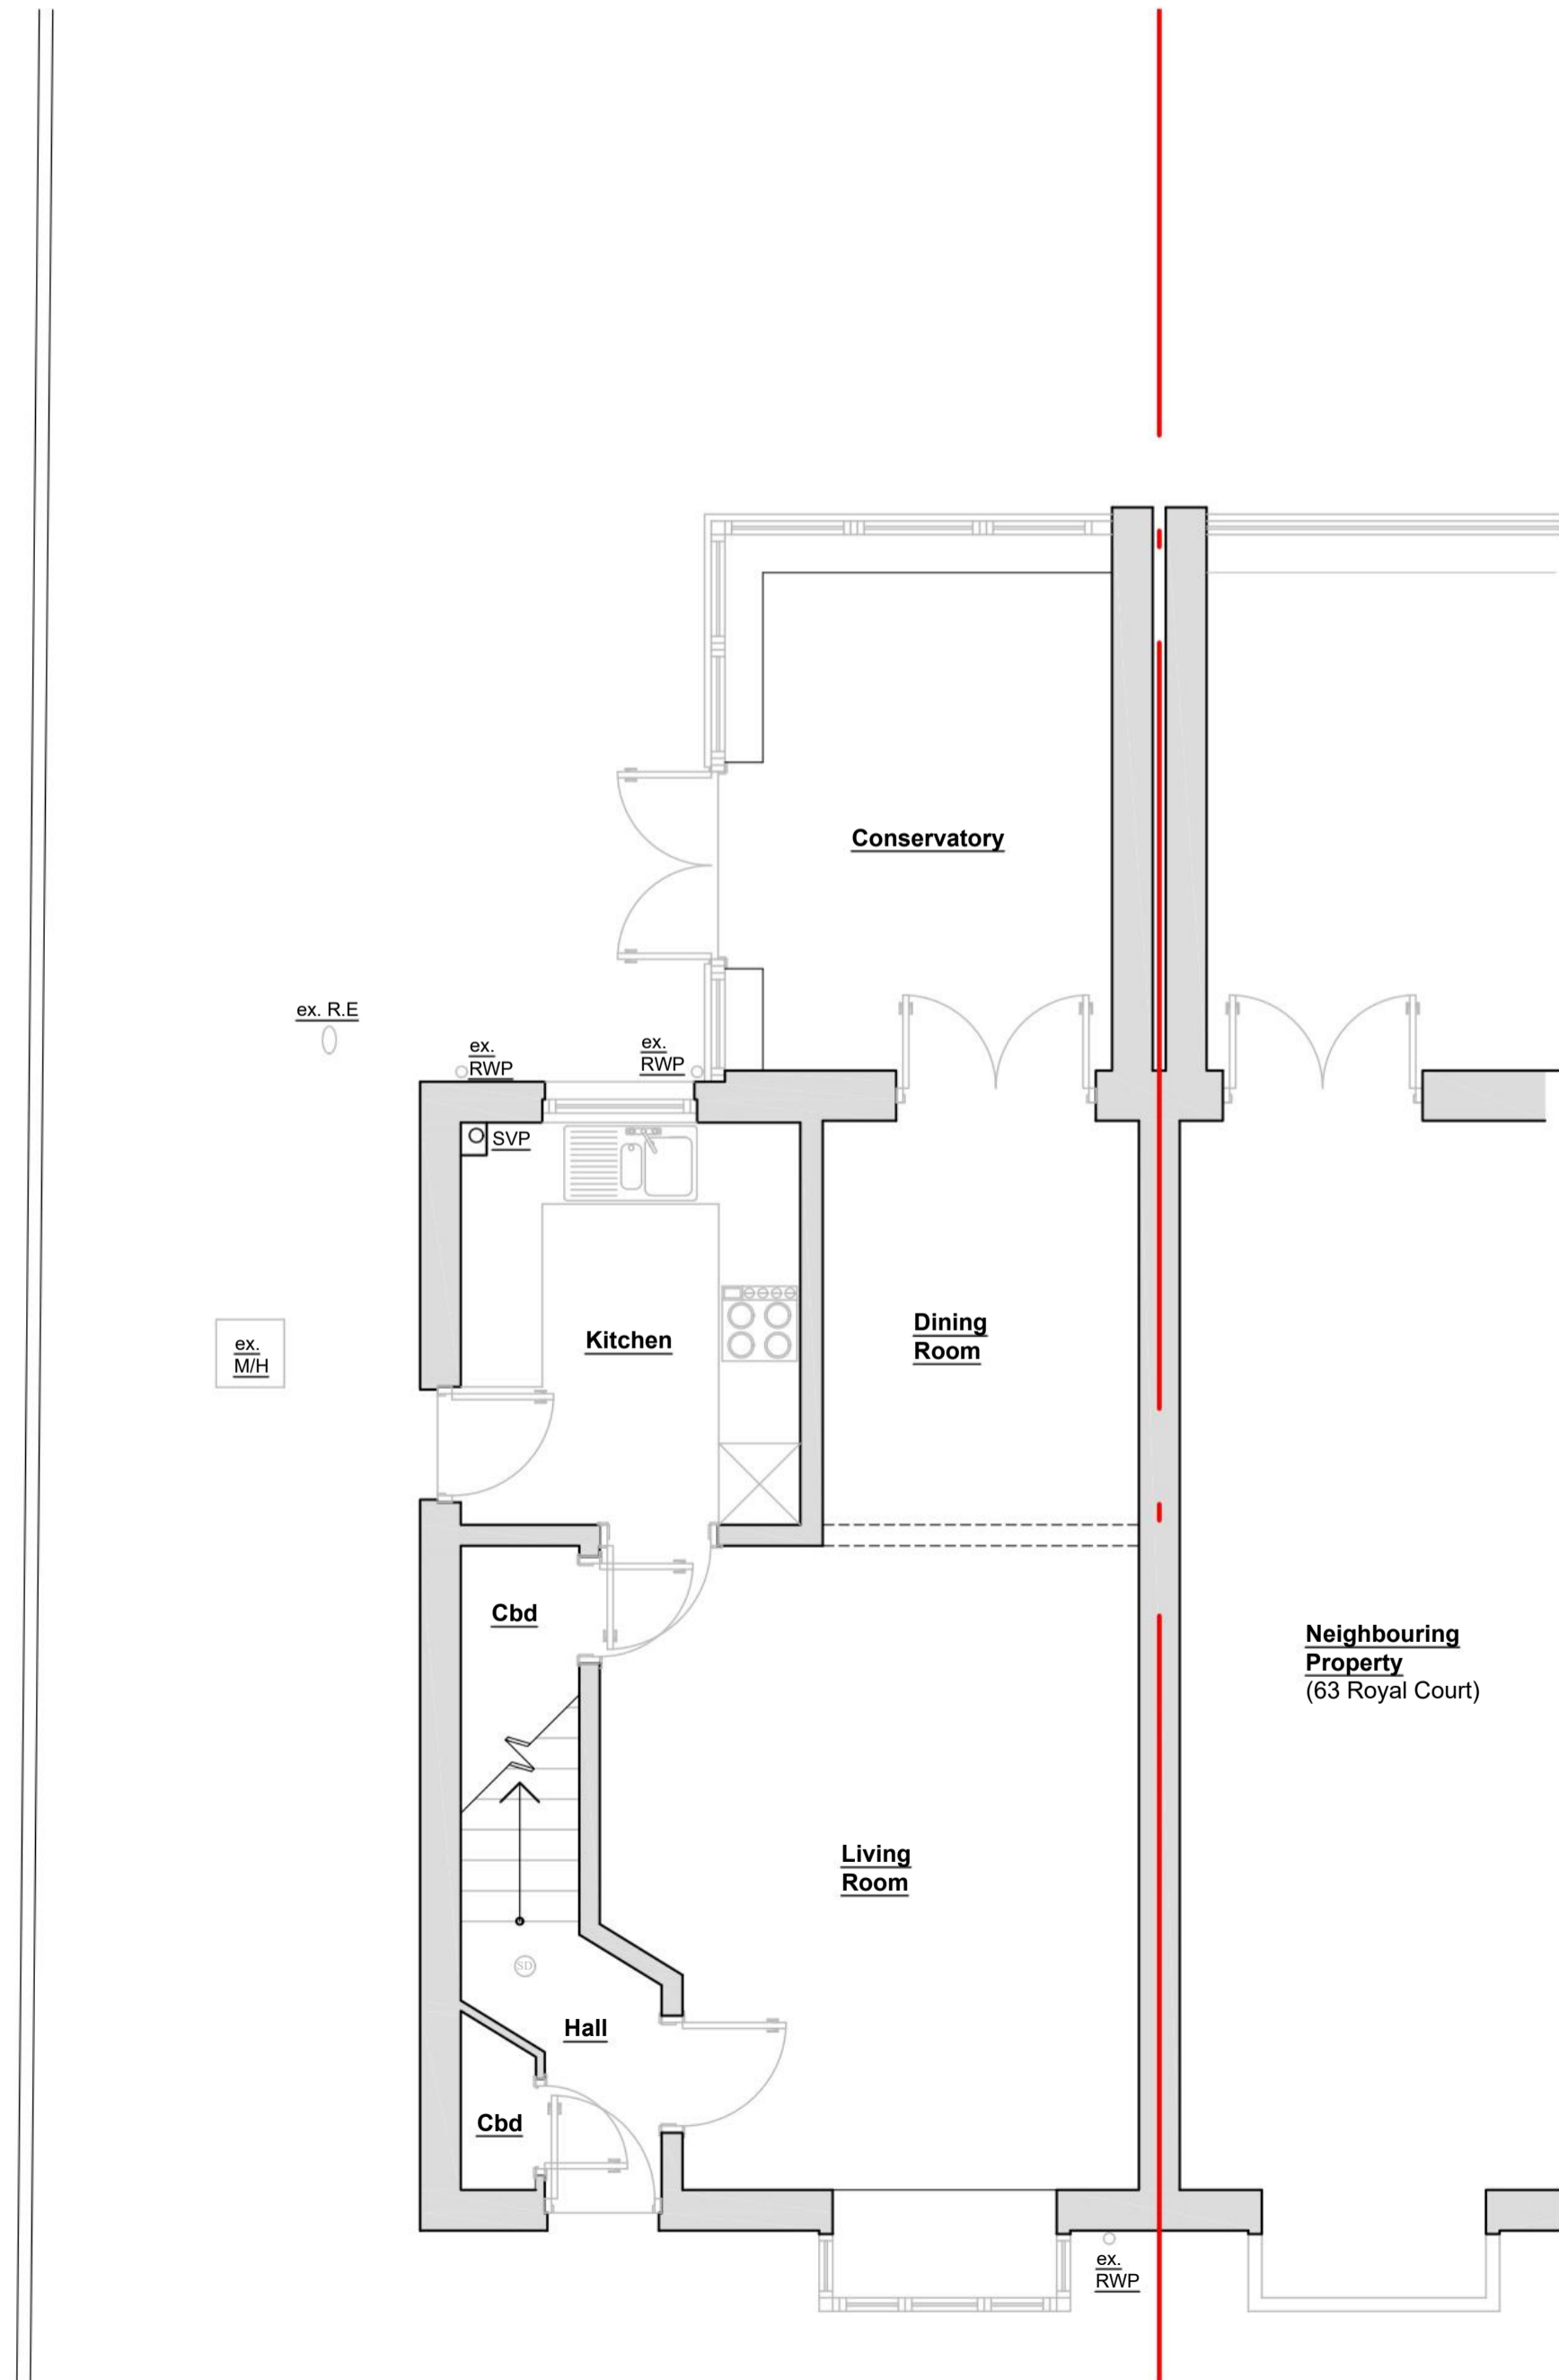 Conservatory
ex. R.E
ex.
RWP
ex.
RWP
SVP
Kitchen
Dining
Room
ex.
M/H
Cbd
Neighbouring
Property
(63 Royal Court)
Living
Room
SD
Hall
Cbd
ex.
RWP